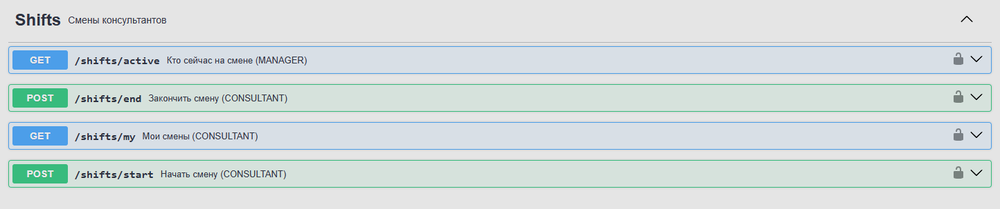 Shifts Смены консультантов
GET /shifts/active Кто сейчас на смене (MANAGER)
POST /shifts/end Закончить смену (CONSULTANT)
GET /shifts/my Мои смены (CONSULTANT)
POST /shifts/start Начать смену (CONSULTANT)